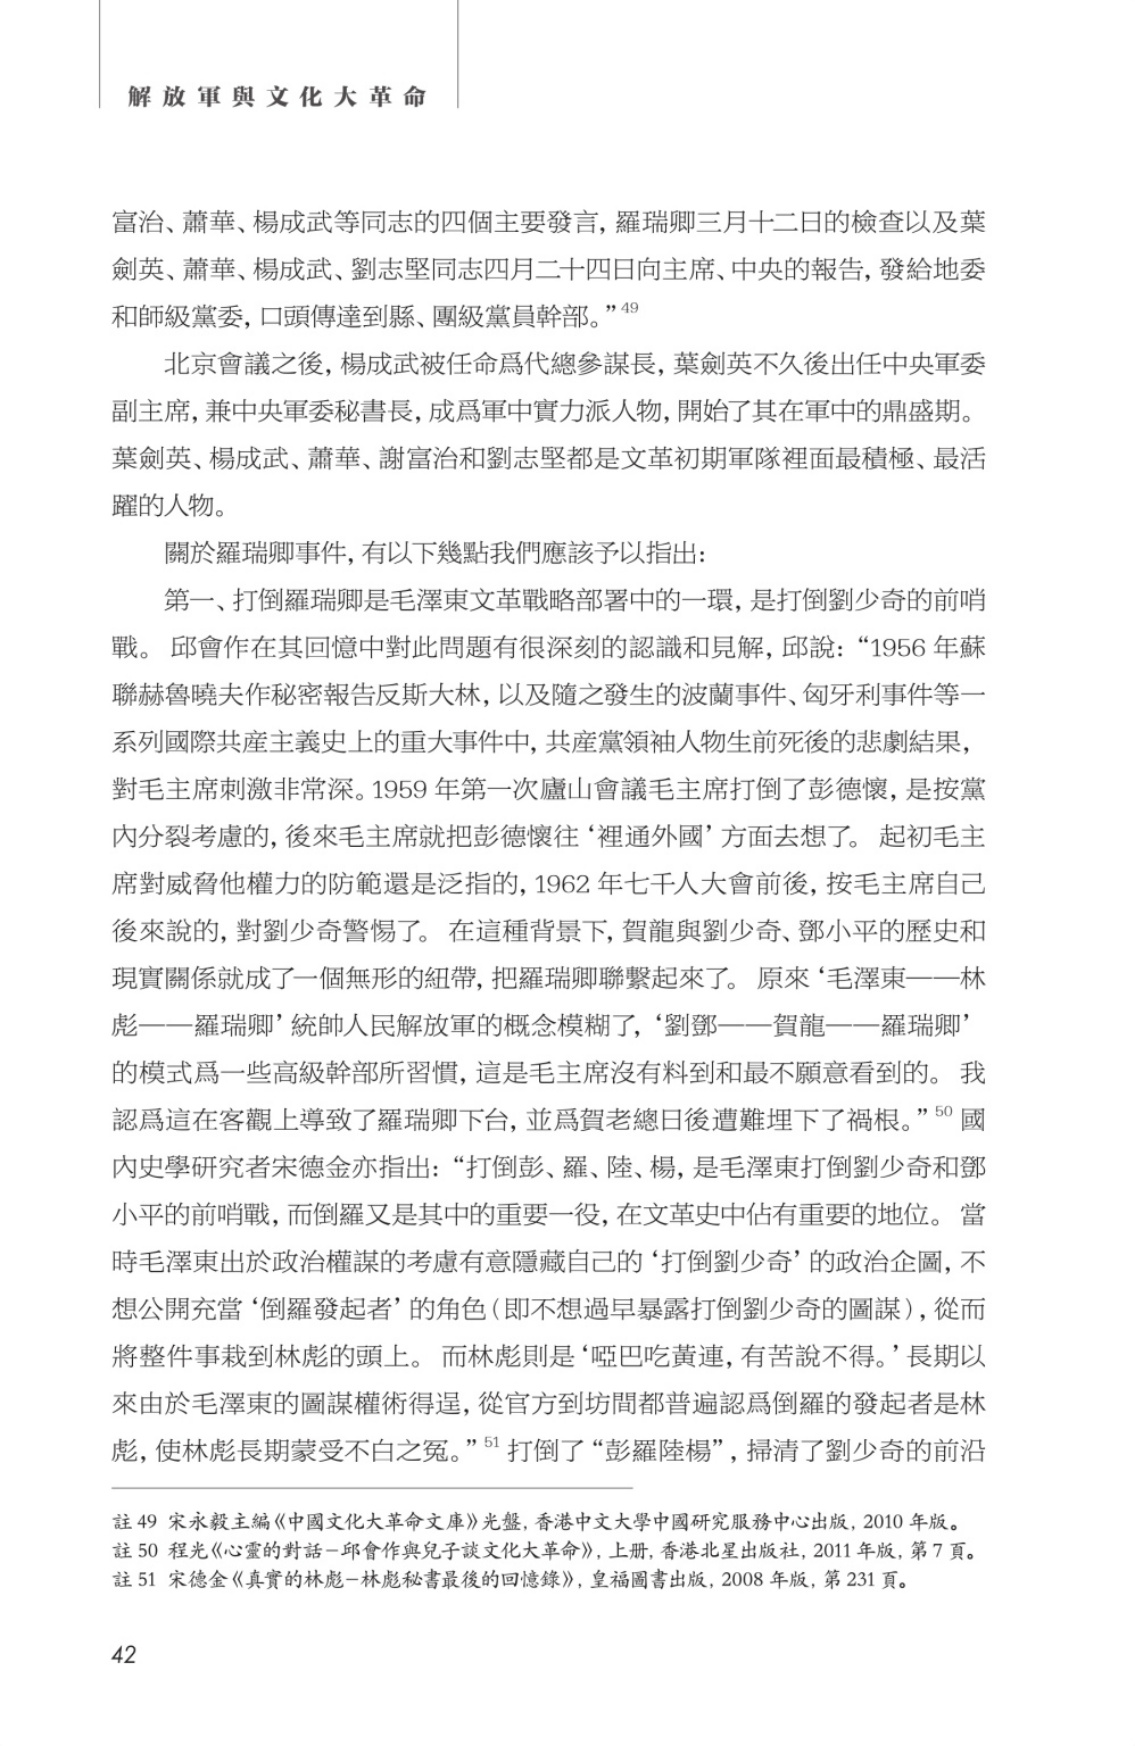 解放軍與文化大革命
富治、蕭華、楊成武等同志的四個主要發言，羅瑞卿三月十二日的檢查以及葉
劍英、蕭華、楊成武、劉志堅同志四月二十四日向主席、中央的報告，發給地委
和師級黨委，口頭傳達到縣、團級黨員幹部。”49
北京會議之後，楊成武被任命爲代總參謀長，葉劍英不久後出任中央軍委
副主席，兼中央軍委秘書長，成爲軍中實力派人物，開始了其在軍中的鼎盛期。
葉劍英、楊成武、蕭華、謝富治和劉志堅都是文革初期軍隊裡面最積極、最活
躍的人物。
關於羅瑞卿事件，有以下幾點我們應該予以指出：
第一、打倒羅瑞卿是毛澤東文革戰略部署中的一環，是打倒劉少奇的前哨
戰。 邱會作在其回憶中對此問題有很深刻的認識和見解，邱說：“1956 年蘇
聯赫魯曉夫作秘密報告反斯大林，以及隨之發生的波蘭事件、匈牙利事件等一
系列國際共産主義史上的重大事件中，共産黨領袖人物生前死後的悲劇結果，
對毛主席刺激非常深。1959 年第一次廬山會議毛主席打倒了彭德懷，是按黨
內分裂考慮的，後來毛主席就把彭德懷往‘裡通外國’方面去想了。 起初毛主
席對威脅他權力的防範還是泛指的，1962 年七千人大會前後，按毛主席自己
後來說的，對劉少奇警惕了。 在這種背景下，賀龍與劉少奇、鄧小平的歷史和
現實關係就成了一個無形的紐帶，把羅瑞卿聯繫起來了。 原來‘毛澤東——林
彪——羅瑞卿’統帥人民解放軍的概念模糊了，‘劉鄧——賀龍——羅瑞卿’
的模式爲一些高級幹部所習慣，這是毛主席沒有料到和最不願意看到的。 我
認爲這在客觀上導致了羅瑞卿下台，並爲賀老總日後遭難埋下了禍根。”50 國
內史學研究者宋德金亦指出：“打倒彭、羅、陸、楊，是毛澤東打倒劉少奇和鄧
小平的前哨戰，而倒羅又是其中的重要一役，在文革史中佔有重要的地位。 當
時毛澤東出於政治權謀的考慮有意隱藏自己的‘打倒劉少奇’的政治企圖，不
想公開充當‘倒羅發起者’的角色（即不想過早暴露打倒劉少奇的圖謀），從而
將整件事栽到林彪的頭上。 而林彪則是‘啞巴吃黃連，有苦說不得。’長期以
來由於毛澤東的圖謀權術得逞，從官方到坊間都普遍認爲倒羅的發起者是林
彪，使林彪長期蒙受不白之冤。”51 打倒了“彭羅陸楊”，掃清了劉少奇的前沿
註 49 宋永毅主編《中國文化大革命文庫》光盤，香港中文大學中國研究服務中心出版，2010 年版。
註 50 程光《心靈的對話－邱會作與兒子談文化大革命》，上册，香港北星出版社，2011 年版，第 7 頁。
註 51 宋德金《真實的林彪－林彪秘書最後的回憶錄》，皇福圖書出版，2008 年版，第 231 頁。
42